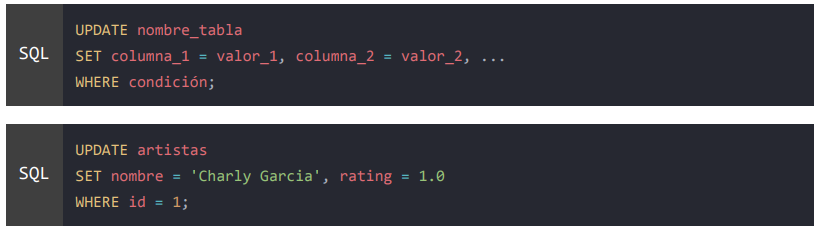 SQL
UPDATE nombre_tabla
SET columna_1 = valor_1, columna_2 = valor_2, ...
WHERE condición;
SQL
UPDATE artistas
SET nombre = 'Charly Garcia', rating = 1.0
WHERE id = 1;